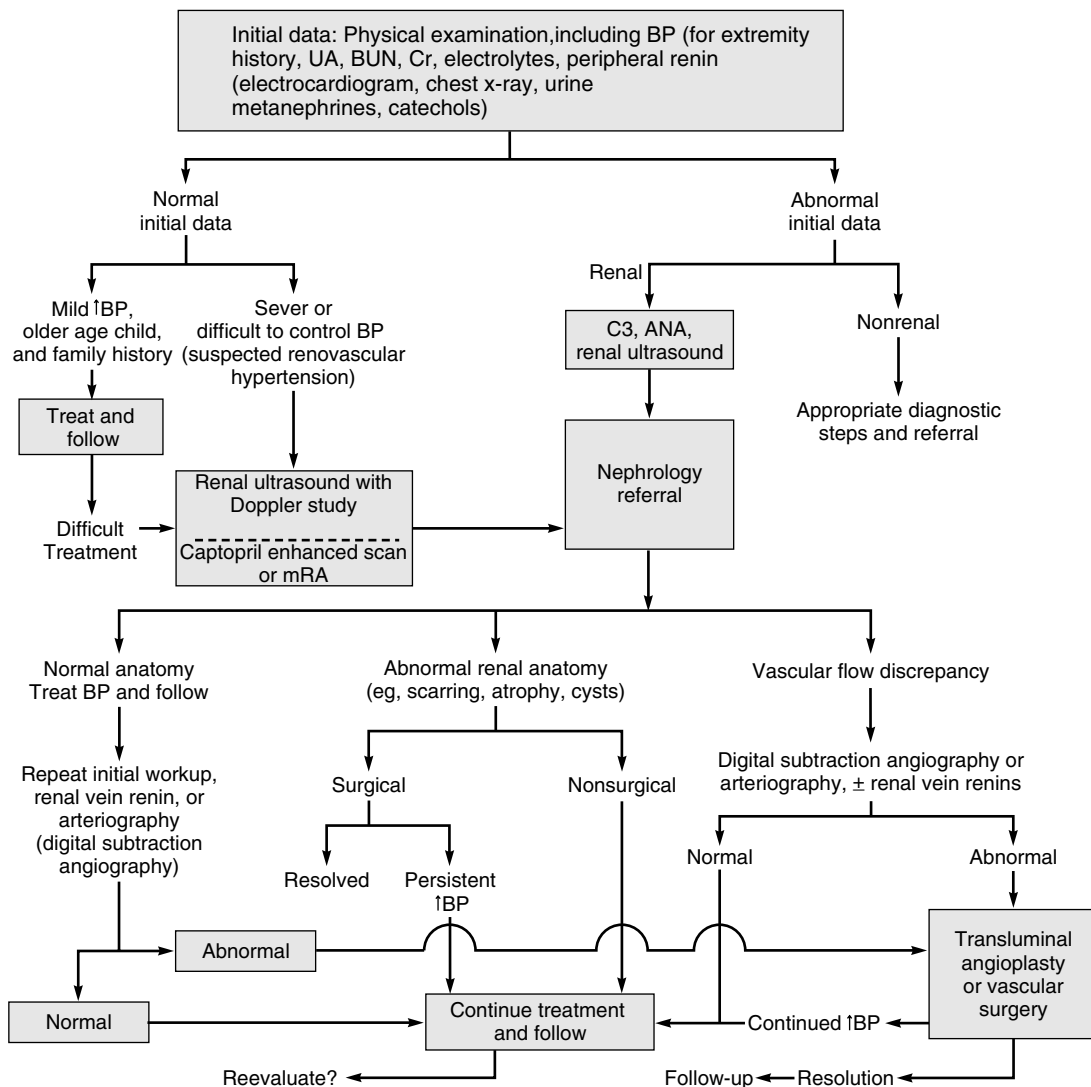 Initial data: Physical examination,including BP (for extremity
history, UA, BUN, Cr, electrolytes, peripheral renin
(electrocardiogram, chest x-ray, urine
metanephrines, catechols)
Normal
initial data
Abnormal
initial data
Mild ↑BP,
older age child,
and family history
Sever or
difficult to control BP
(suspected renovascular
hypertension)
Renal
C3, ANA,
renal ultrasound
Nonrenal
Treat and
follow
Appropriate diagnostic
steps and referral
Difficult
Treatment
Renal ultrasound with
Doppler study
Captopril enhanced scan
or mRA
Nephrology
referral
Normal anatomy
Treat BP and follow
Abnormal renal anatomy
(eg, scarring, atrophy, cysts)
Vascular flow discrepancy
Repeat initial workup,
renal vein renin, or
arteriography
(digital subtraction
angiography)
Surgical
Nonsurgical
Digital subtraction angiography or
arteriography, ± renal vein renins
Resolved
Persistent
↑BP
Normal
Abnormal
Abnormal
Transluminal
angioplasty
or vascular
surgery
Normal
Continue treatment
and follow
Continued ↑BP
Reevaluate?
Follow-up
Resolution